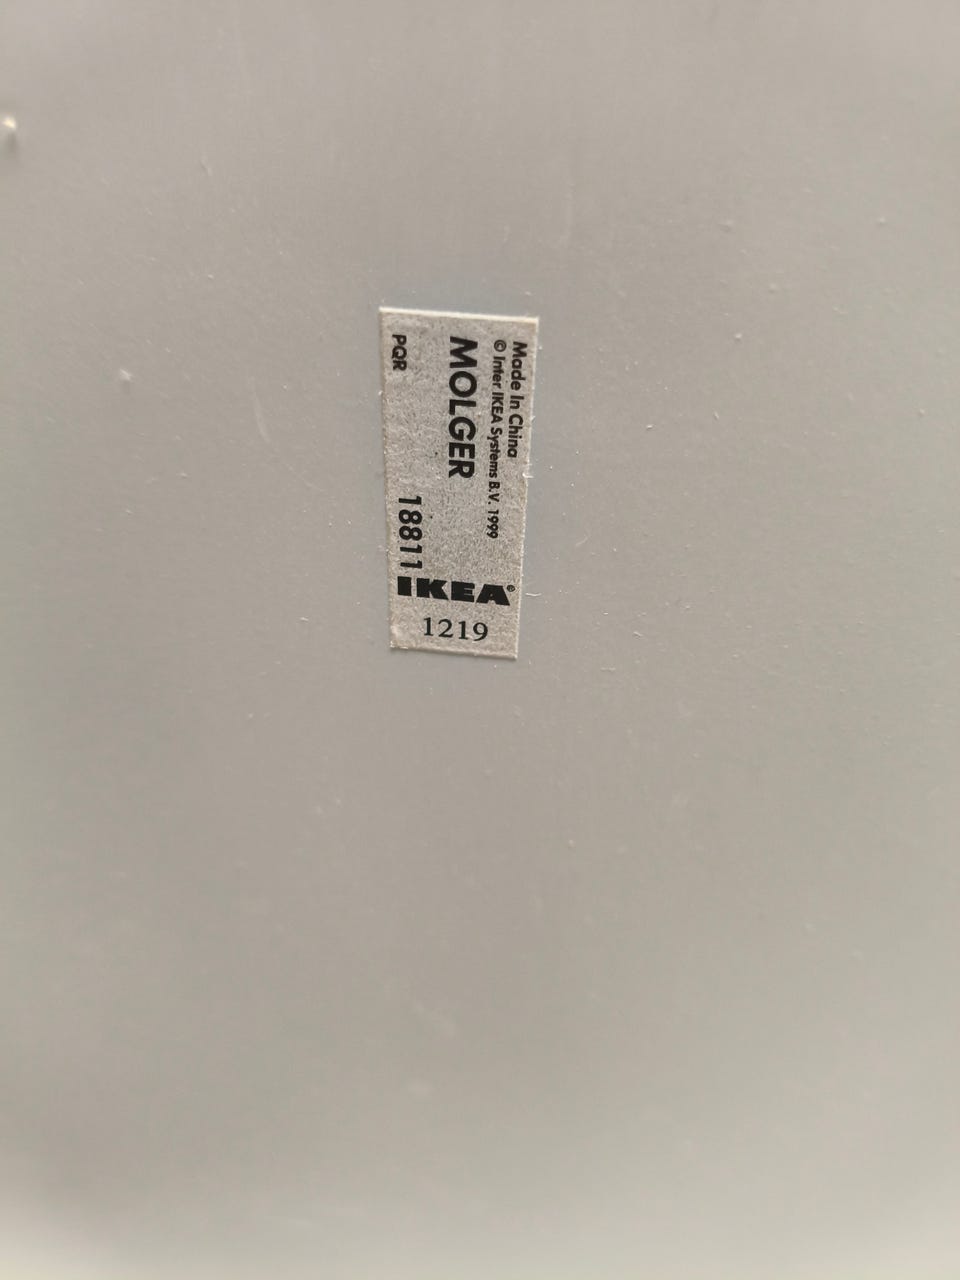 Made In China
© Inter IKEA Systems B.V. 1999
MOLGER
PQR 18811
IKEA®
1219